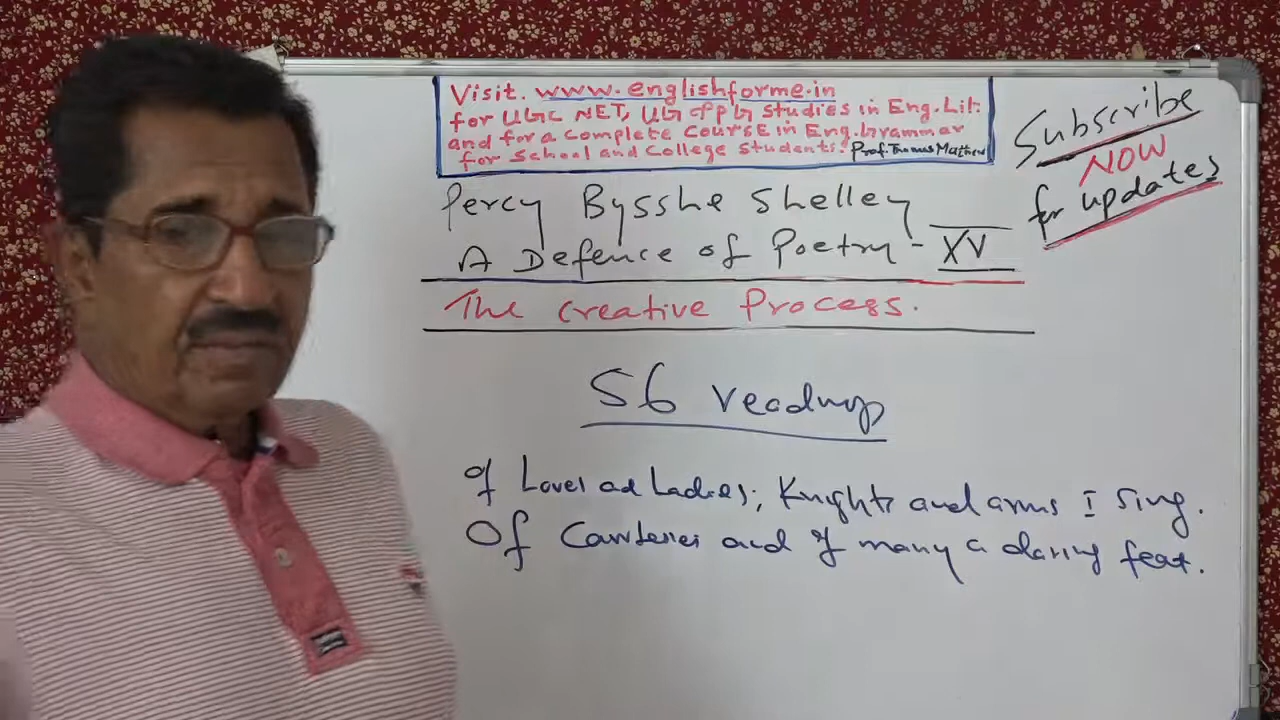 Visit. www.englishforme.in
for UGC NET, UG & PG Studies in Eng. Lit.
and for a Complete Course in Eng. Grammar
for School and College Students. Prof. Thomas Mathew
Subscribe
NOW
for updates
Percy Bysshe Shelley
A Defence of Poetry - XV
The Creative Process.
56 readings
Of Loves and Ladies; Knights and arms I sing.
Of Courtesies and of many a daring feat.